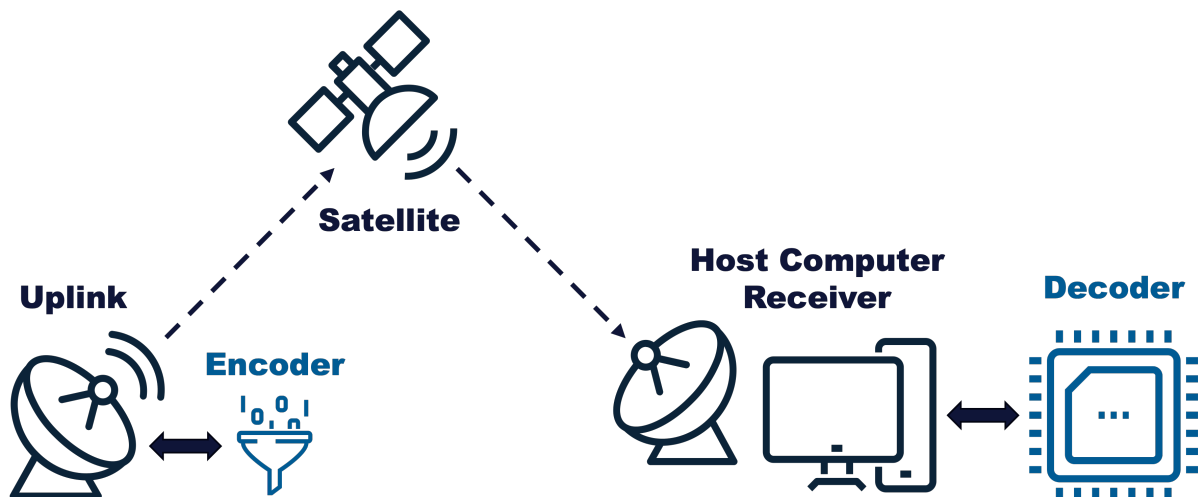 Satellite
Uplink
Encoder
Host Computer
Receiver
Decoder